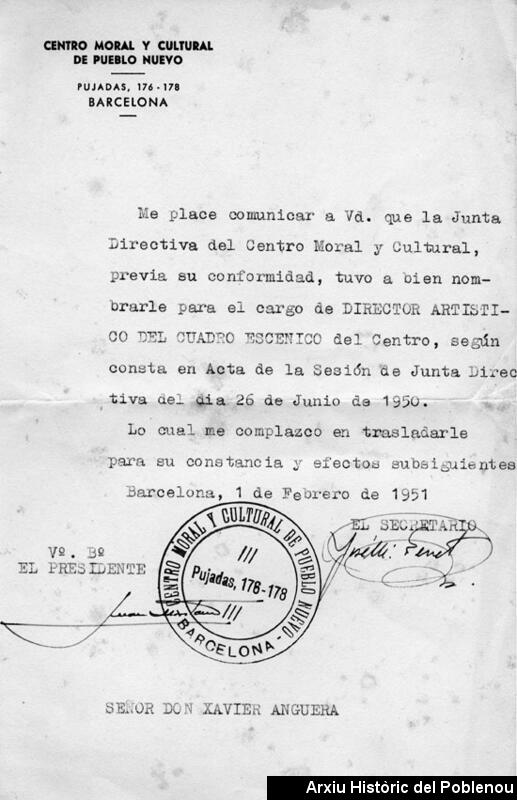 CENTRO MORAL Y CULTURAL
DE PUEBLO NUEVO
PUJADAS, 176 - 178
BARCELONA
Me place comunicar a Vd. que la Junta
Directiva del Centro Moral y Cultural,
previa su conformidad, tuvo a bien nom-
brarle para el cargo de DIRECTOR ARTISTI-
CO DEL CUADRO ESCENICO del Centro, según
consta en Acta de la Sesión de Junta Direc
tiva del dia 26 de Junio de 1950.
Lo cual me complazco en trasladarle
para su constancia y efectos subsiguientes
Barcelona, 1 de Febrero de 1951
EL SECRETARIO
Vº. Bº
EL PRESIDENTE
CENTRO MORAL Y CULTURAL DE PUEBLO NUEVO
Pujadas, 176-178
- BARCELONA -
SEÑOR DON XAVIER ANGUERA
Arxiu Històric del Poblenou